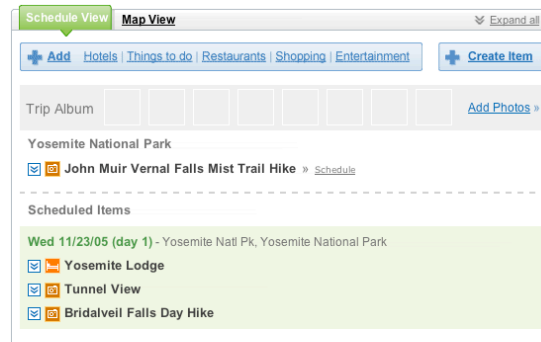 Schedule View Map View Expand all
Add Hotels | Things to do | Restaurants | Shopping | Entertainment Create Item
Trip Album Add Photos »
Yosemite National Park
John Muir Vernal Falls Mist Trail Hike » Schedule
Scheduled Items
Wed 11/23/05 (day 1) - Yosemite Natl Pk, Yosemite National Park
Yosemite Lodge
Tunnel View
Bridalveil Falls Day Hike